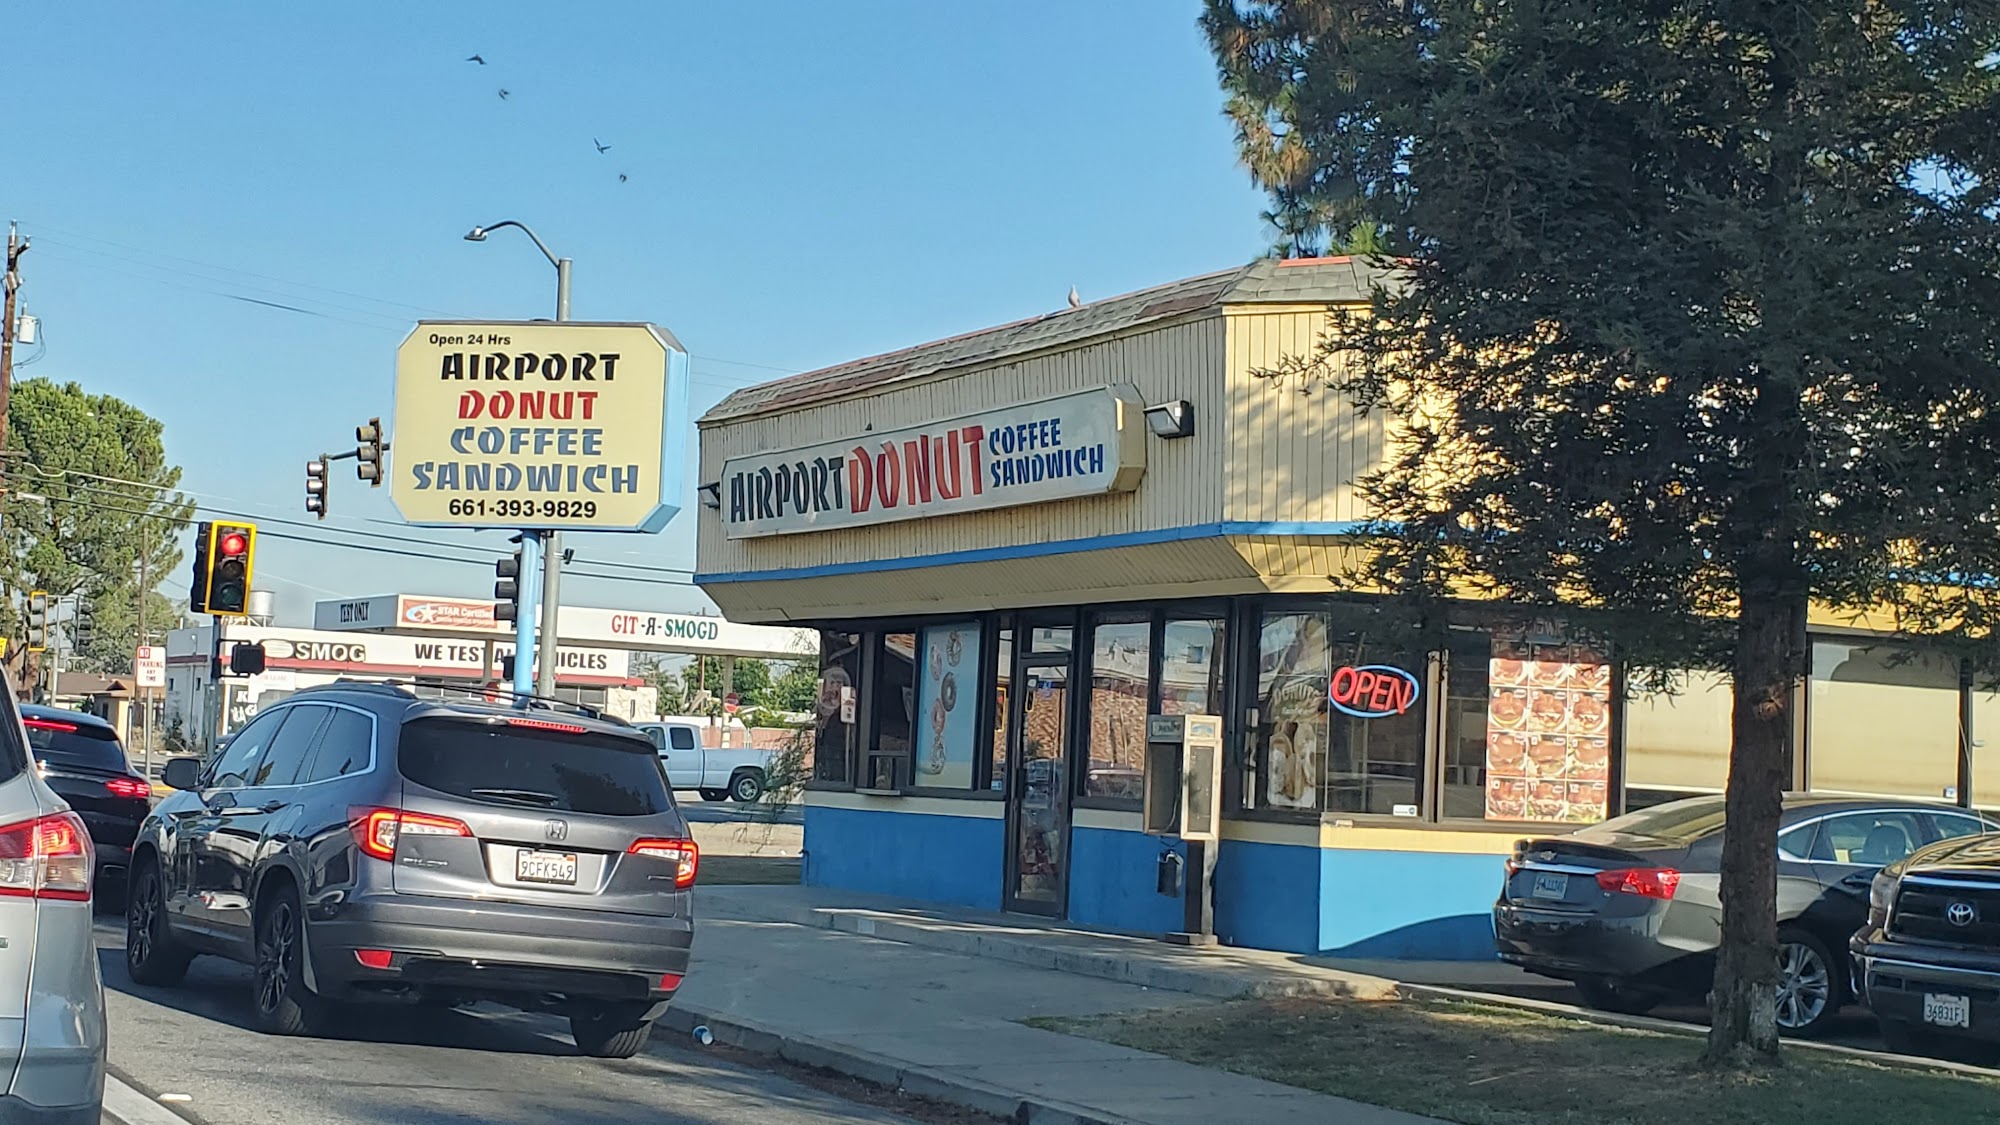 Open 24 Hrs
AIRPORT
DONUT
COFFEE
SANDWICH
661-393-9829
AIRPORT DONUT COFFEE
SANDWICH
TEST ONLY
STAR Certified
GIT-R-SMOGD
SMOG
WE TEST ALL VEHICLES
NO
PARKING
ANY
TIME
OPEN
9CFK549
PILOT
36831F1